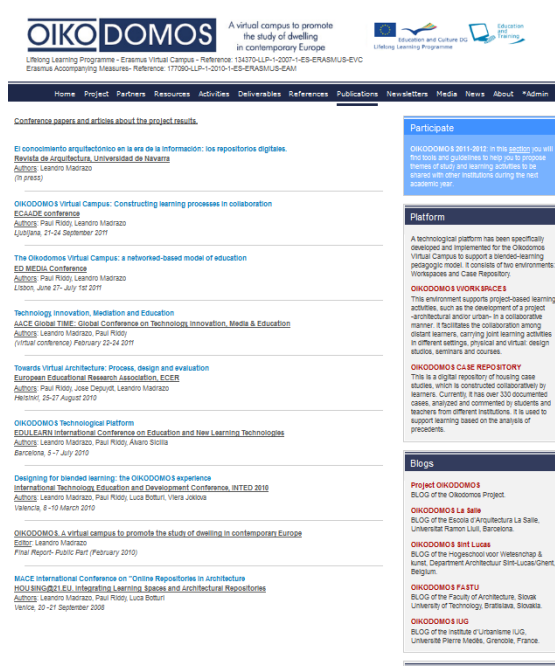 OIKODOMOS
A virtual campus to promote
the study of dwelling
in contemporary Europe
Education and Culture DG
Lifelong Learning Programme
Education
and
Training
Lifelong Learning Programme - Erasmus Virtual Campus - Reference: 134370-LLP-1-2007-1-ES-ERASMUS-EVC
Erasmus Accompanying Measures- Reference: 177090-LLP-1-2010-1-ES-ERASMUS-EAM
Home Project Partners Resources Activities Deliverables References Publications Newsletters Media News About *Admin
Conference papers and articles about the project results.
El conocimiento arquitectónico en la era de la información: los repositorios digitales.
Revista de Arquitectura, Universidad de Navarra
Authors: Leandro Madrazo
(In press)
OIKODOMOS Virtual Campus: Constructing learning processes in collaboration
ECAADE conference
Authors: Paul Riddy, Leandro Madrazo
Ljubljana, 21-24 September 2011
The Oikodomos Virtual Campus: a networked-based model of education
ED MEDIA Conference
Authors: Paul Riddy, Leandro Madrazo
Lisbon, June 27- July 1st 2011
Technology, Innovation, Mediation and Education
AACE Global TIME: Global Conference on Technology, Innovation, Media & Education
Authors: Leandro Madrazo, Paul Riddy
(Virtual conference) February 22-24 2011
Towards Virtual Architecture: Process, design and evaluation
European Educational Research Association, ECER
Authors: Paul Riddy, Jose Depuydt, Leandro Madrazo
Helsinki, 25-27 August 2010
OIKODOMOS Technological Platform
EDULEARN International Conference on Education and New Learning Technologies
Authors: Leandro Madrazo, Paul Riddy, Álvaro Sicilia
Barcelona, 5 -7 July 2010
Designing for blended learning: the OIKODOMOS experience
International Technology, Education and Development Conference, INTED 2010
Authors: Leandro Madrazo, Paul Riddy, Luca Botturi, Viera Joklova
Valencia, 8 -10 March 2010
OIKODOMOS, A virtual campus to promote the study of dwelling in contemporary Europe
Editor: Leandro Madrazo
Final Report- Public Part (February 2010)
MACE International Conference on "Online Repositories in Architecture
HOUSING@21.EU. Integrating Learning Spaces and Architectural Repositories
Authors: Leandro Madrazo, Paul Riddy, Luca Botturi
Venice, 20 -21 September 2008
Participate
OIKODOMOS 2011-2012: In this section you will
find tools and guidelines to help you to propose
themes of study and learning activities to be
shared with other institutions during the next
academic year.
Platform
A technological platform has been specifically
developed and implemented for the Oikodomos
Virtual Campus to support a blended-learning
pedagogic model. It consists of two environments:
Workspaces and Case Repository.
OIKODOMOS WORKSPACES
This environment supports project-based learning
activities, such as the development of a project
-architectural and/or urban- in a collaborative
manner. It facilitates the collaboration among
distant learners, carrying joint learning activities
in different settings, physical and virtual: design
studios, seminars and courses.
OIKODOMOS CASE REPOSITORY
This is a digital repository of housing case
studies, which is constructed collaboratively by
learners. Currently, it has over 330 documented
cases, analyzed and commented by students and
teachers from different institutions. It is used to
support learning based on the analysis of
precedents.
Blogs
Project OIKODOMOS
BLOG of the Oikodomos Project.
OIKODOMOS La Salle
BLOG of the Escola d'Arquitectura La Salle,
Universitat Ramon Llull, Barcelona.
OIKODOMOS Sint Lucas
BLOG of the Hogeschool voor Wetenschap &
kunst, Department Architectuur Sint-Lucas/Ghent,
Belgium.
OIKODOMOS FASTU
BLOG of the Faculty of Architecture, Slovak
University of Technology, Bratislava, Slovakia.
OIKODOMOS IUG
BLOG of the Institute d'Urbanisme IUG,
Université Pierre Medès, Grenoble, France.